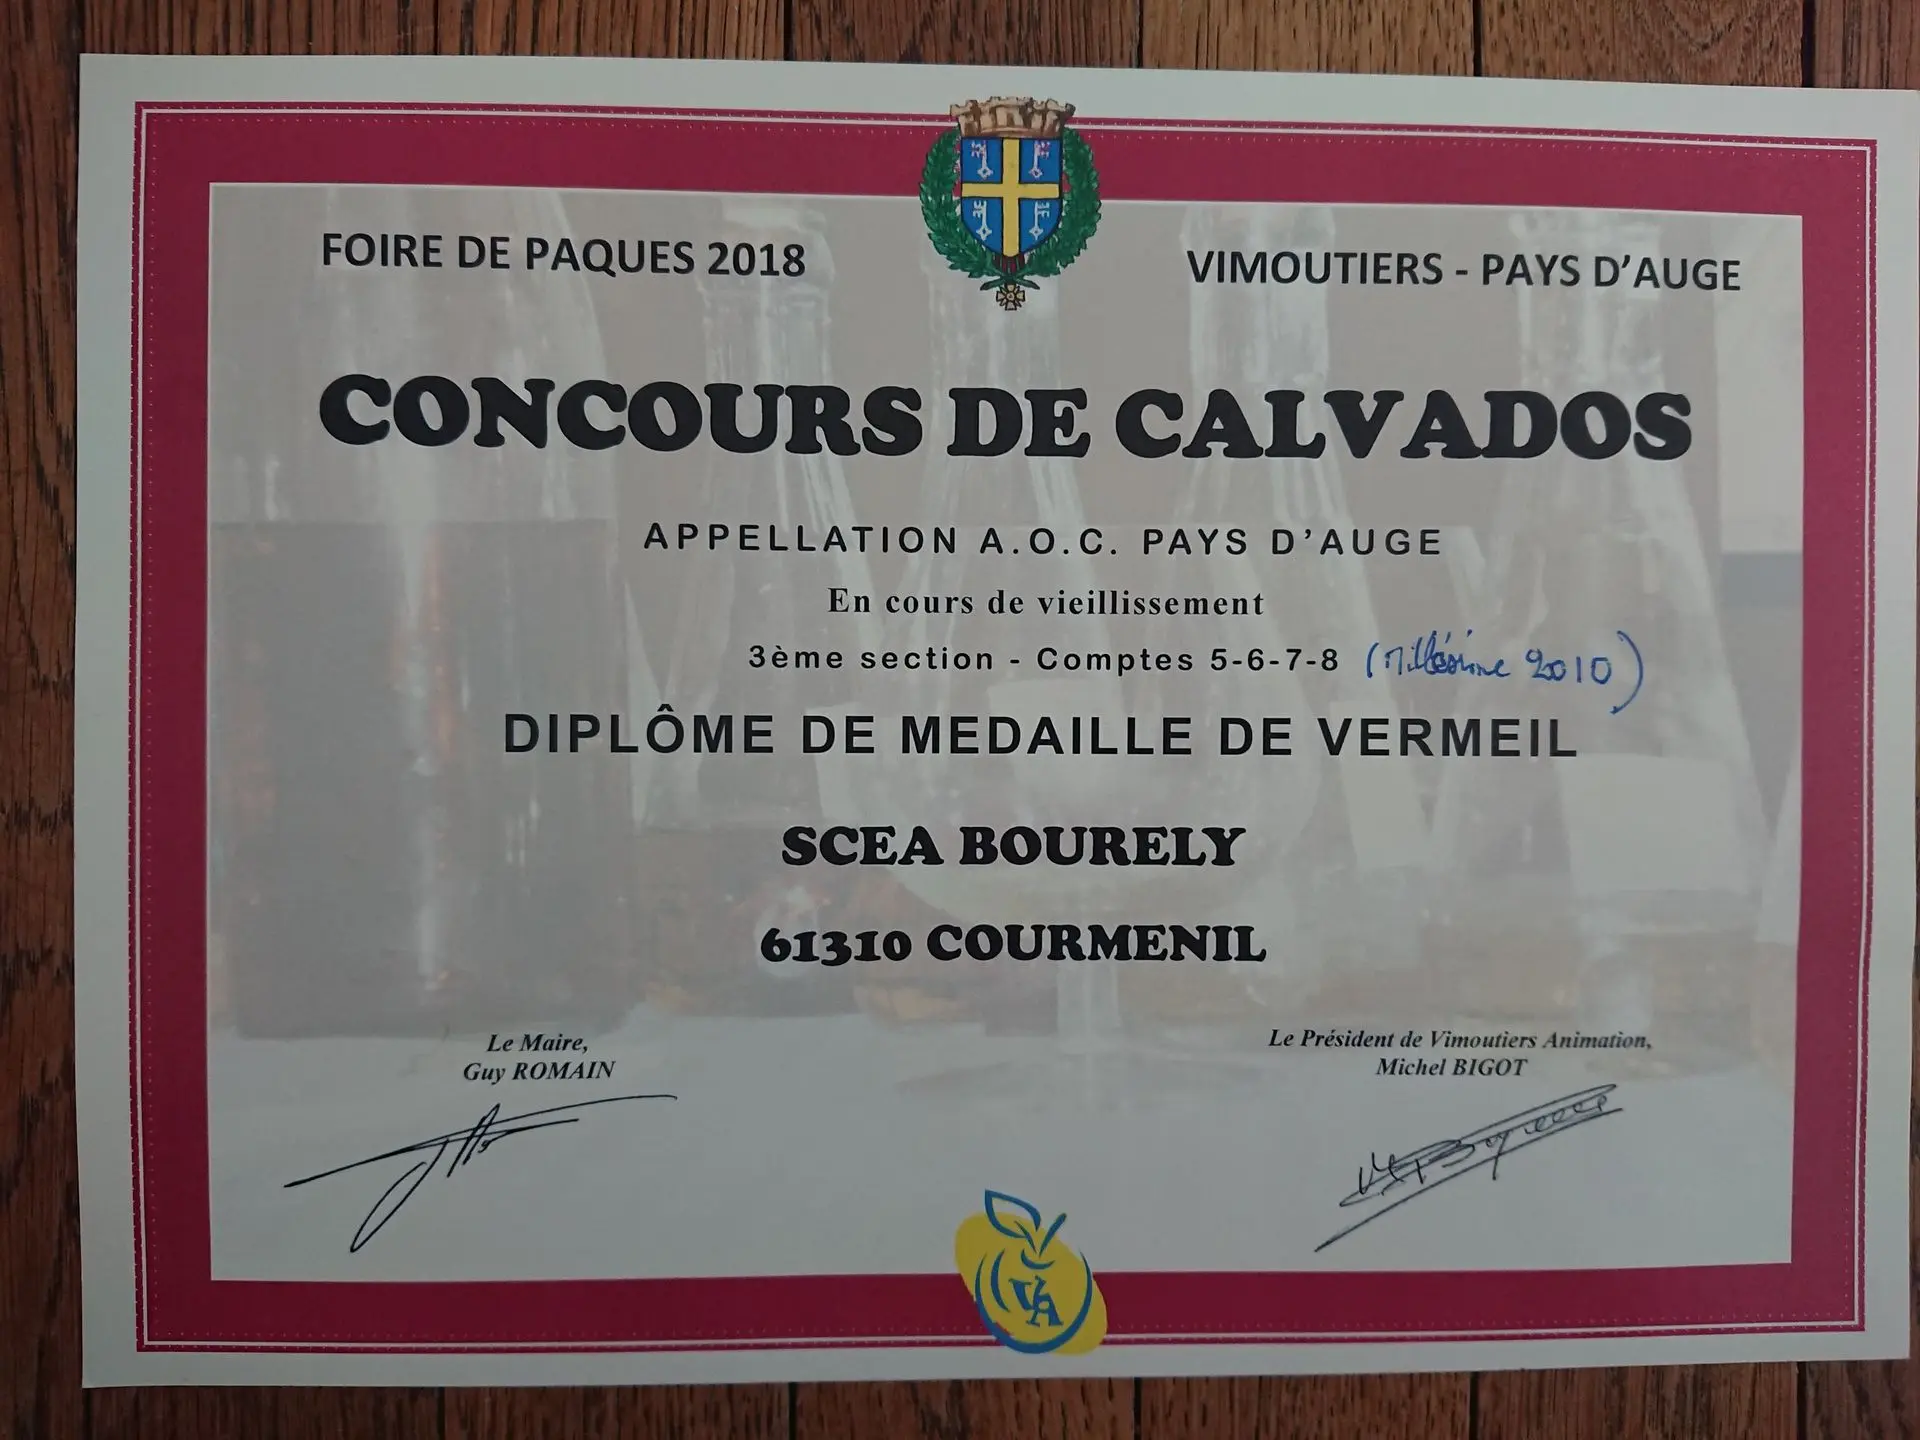 FOIRE DE PAQUES 2018
VIMOUTIERS - PAYS D'AUGE
CONCOURS DE CALVADOS
APPELLATION A.O.C. PAYS D'AUGE
En cours de vieillissement
3ème section - Comptes 5-6-7-8 (Millésime 2010)
DIPLÔME DE MEDAILLE DE VERMEIL
SCEA BOURELY
61310 COURMENIL
Le Maire,
Guy ROMAIN
Le Président de Vimoutiers Animation,
Michel BIGOT
VA